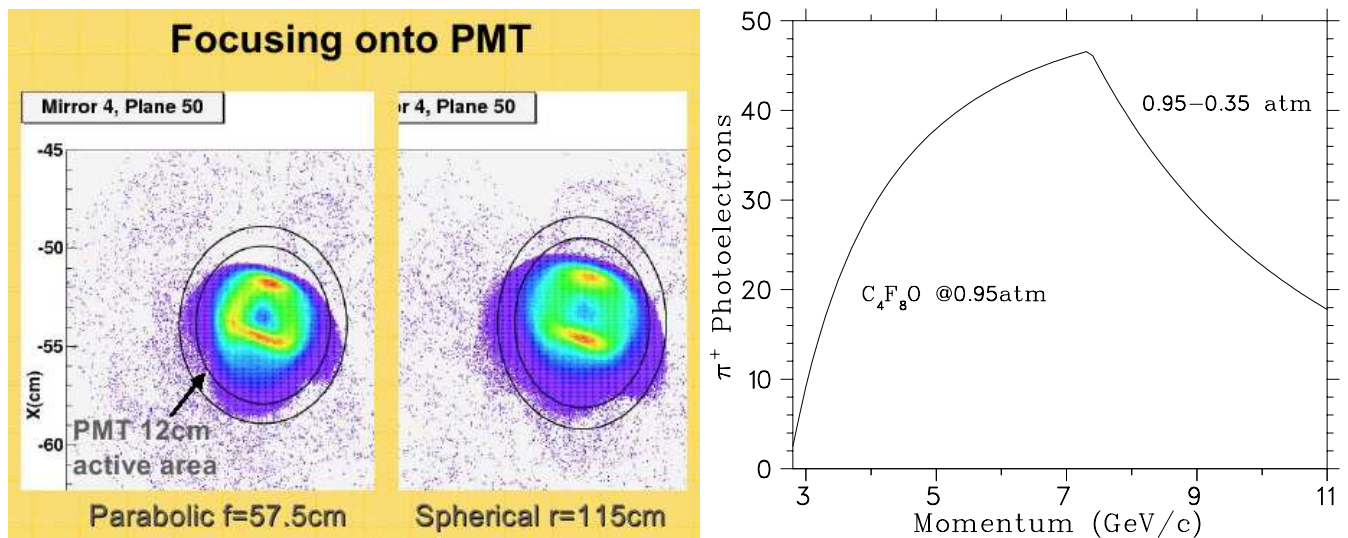 Focusing onto PMT
Mirror 4, Plane 50
r 4, Plane 50
-45
-50
-55
-60
X(cm)
PMT 12cm
active area
Parabolic f=57.5cm
Spherical r=115cm
50
40
30
20
10
0
π⁺ Photoelectrons
0.95−0.35 atm
C₄F₈O @0.95atm
3
5
7
9
11
Momentum (GeV/c)